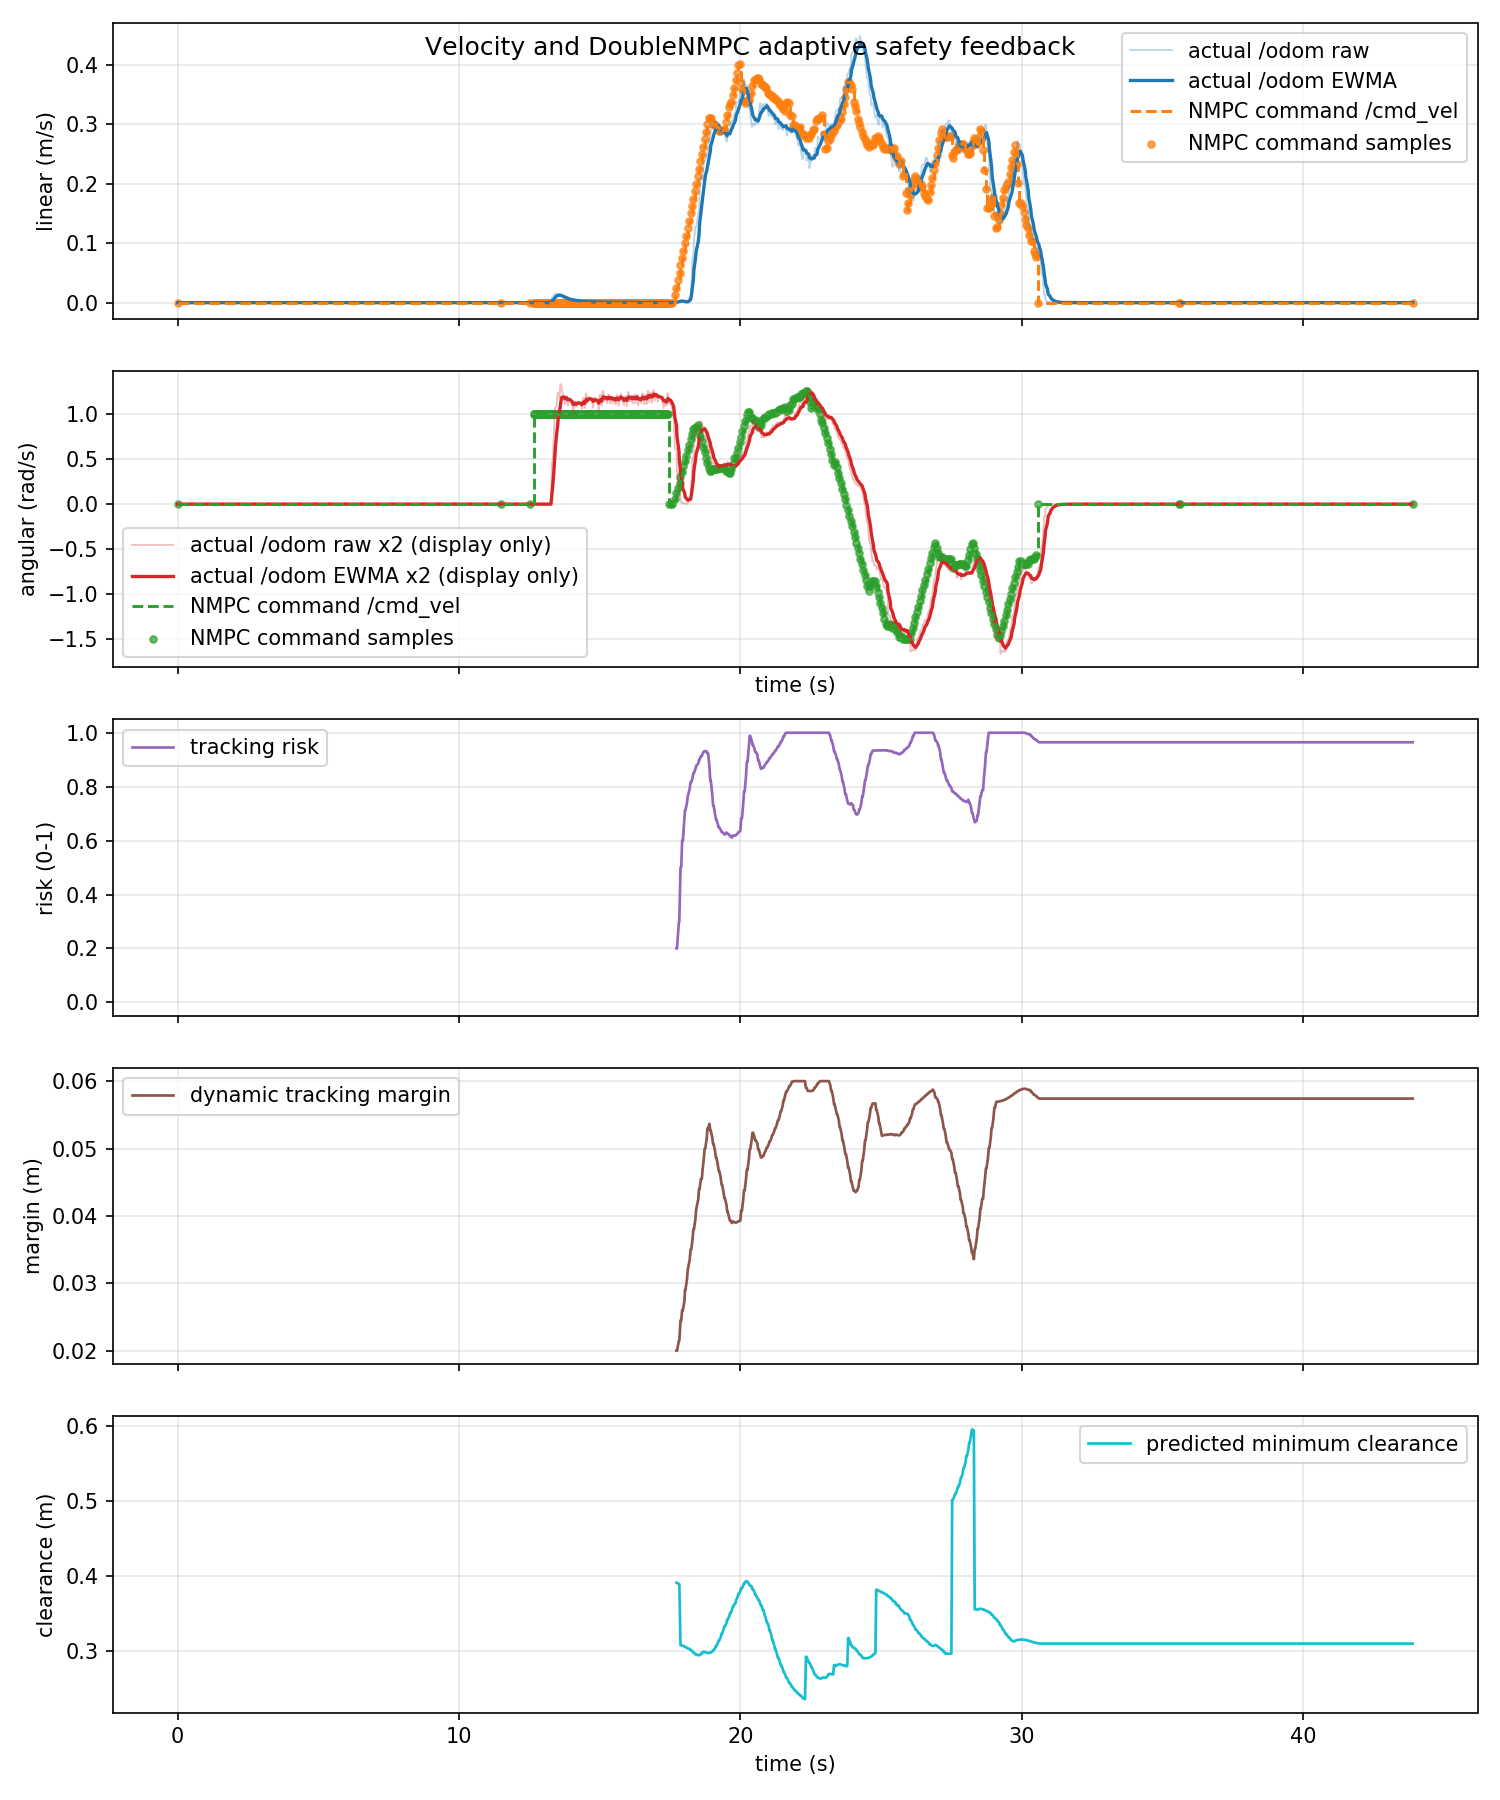 Velocity and DoubleNMPC adaptive safety feedback
linear (m/s)
0.4
0.3
0.2
0.1
0.0
actual /odom raw
actual /odom EWMA
NMPC command /cmd_vel
NMPC command samples
angular (rad/s)
1.0
0.5
0.0
−0.5
−1.0
−1.5
actual /odom raw x2 (display only)
actual /odom EWMA x2 (display only)
NMPC command /cmd_vel
NMPC command samples
time (s)
risk (0-1)
1.0
0.8
0.6
0.4
0.2
0.0
tracking risk
margin (m)
0.06
0.05
0.04
0.03
0.02
dynamic tracking margin
clearance (m)
0.6
0.5
0.4
0.3
predicted minimum clearance
0 10 20 30 40
time (s)